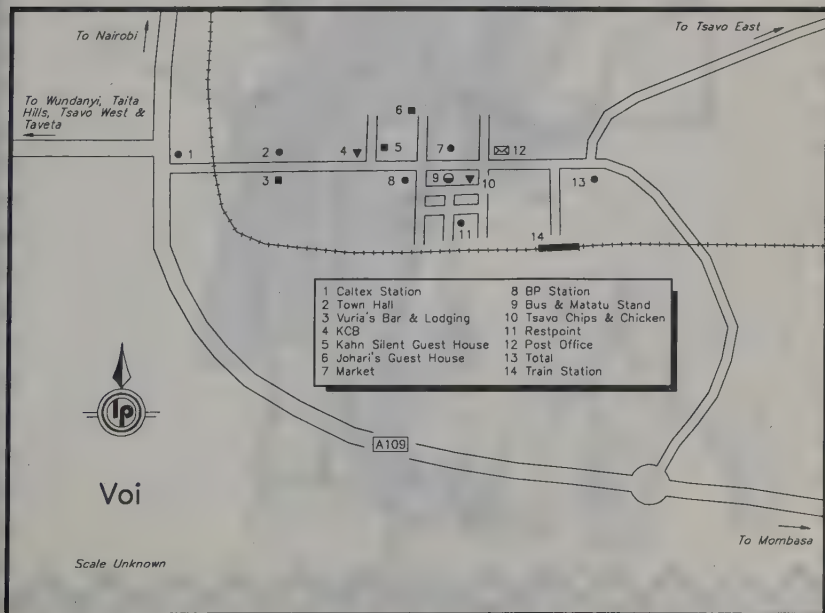 To Nairobi
To Tsavo East
To Wundanyi, Taita
Hills, Tsavo West &
Taveta
6
1
2
4
5
7
12
3
8
9
10
13
11
14
1 Caltex Station
2 Town Hall
3 Vuria's Bar & Lodging
4 KCB
5 Kahn Silent Guest House
6 Johari's Guest House
7 Market
8 BP Station
9 Bus & Matatu Stand
10 Tsavo Chips & Chicken
11 Restpoint
12 Post Office
13 Total
14 Train Station
lp
A109
Voi
To Mombasa
Scale Unknown